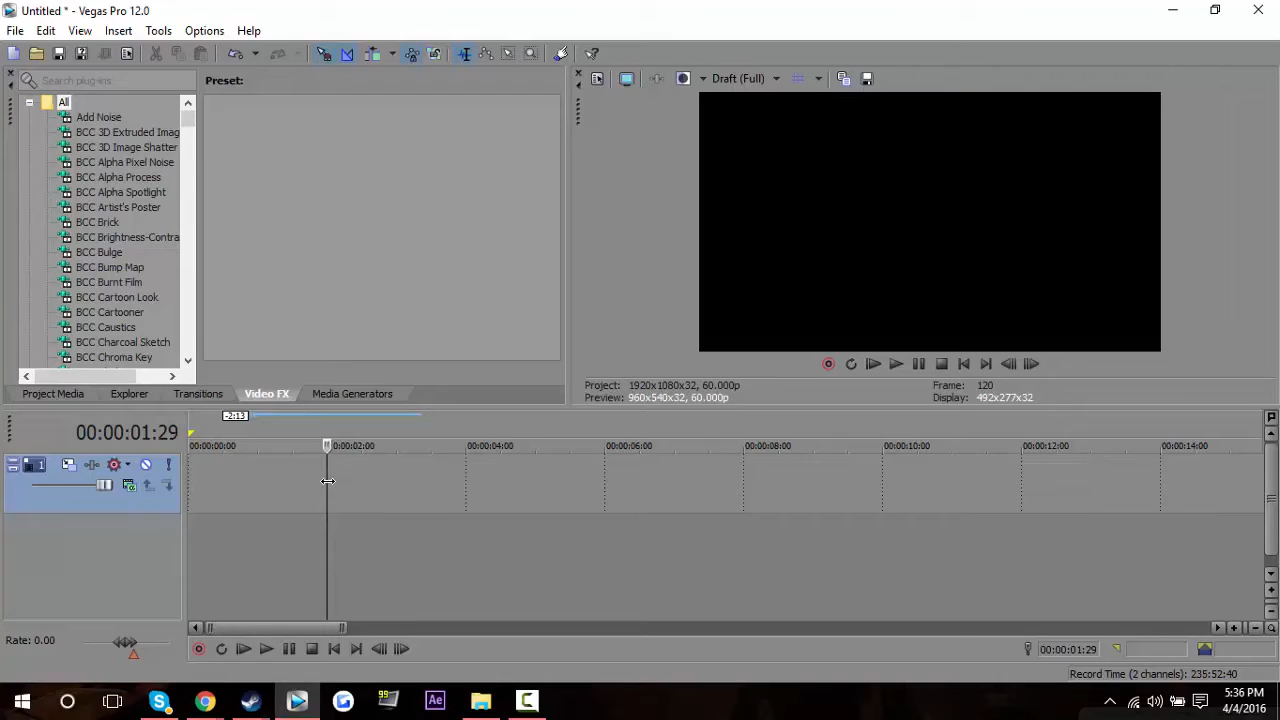 Untitled * - Vegas Pro 12.0
File Edit View Insert Tools Options Help
Search plug-ins
Preset:
Draft (Full)
All
Add Noise
BCC 3D Extruded Imag
BCC 3D Image Shatter
BCC Alpha Pixel Noise
BCC Alpha Process
BCC Alpha Spotlight
BCC Artist's Poster
BCC Brick
BCC Brightness-Contra
BCC Bulge
BCC Bump Map
BCC Burnt Film
BCC Cartoon Look
BCC Cartooner
BCC Caustics
BCC Charcoal Sketch
BCC Chroma Key
Project Media Explorer Transitions Video FX Media Generators
Project: 1920x1080x32, 60.000p Frame: 120
Preview: 960x540x32, 60.000p Display: 492x277x32
-2:13
00:00:01:29
00:00:00:00 0:00:02:00 00:00:04:00 00:00:06:00 00:00:08:00 00:00:10:00 00:00:12:00 00:00:14:00
1
Rate: 0.00
00:00:01:29
Record Time (2 channels): 235:52:40
99
Ae
5:36 PM
4/4/2016